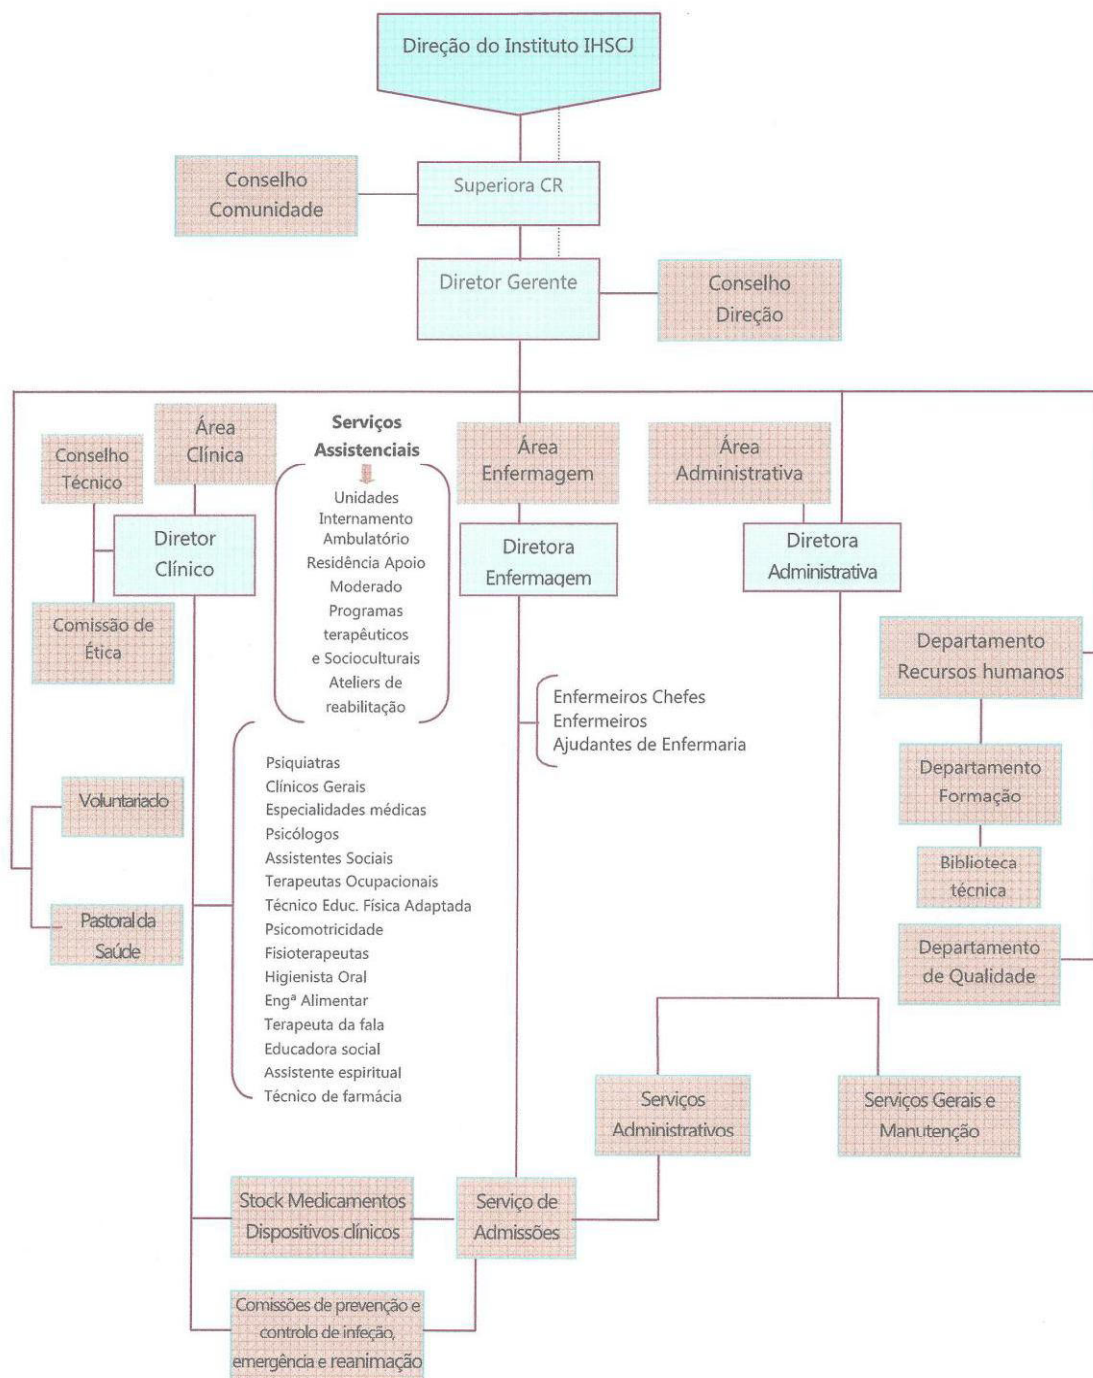 Direção do Instituto IHSCJ
Superiora CR
Conselho
Comunidade
Diretor Gerente
Conselho
Direção
Área
Clínica
Conselho
Técnico
Diretor
Clínico
Comissão de
Ética
Serviços
Assistenciais
Unidades
Internamento
Ambulatório
Residência Apoio
Moderado
Programas
terapêuticos
e Socioculturais
Ateliers de
reabilitação
Área
Enfermagem
Diretora
Enfermagem
Área
Administrativa
Diretora
Administrativa
Enfermeiros Chefes
Enfermeiros
Ajudantes de Enfermaria
Departamento
Recursos humanos
Departamento
Formação
Biblioteca
técnica
Departamento
de Qualidade
Voluntariado
Pastoral da
Saúde
Psiquiatras
Clínicos Gerais
Especialidades médicas
Psicólogos
Assistentes Sociais
Terapeutas Ocupacionais
Técnico Educ. Física Adaptada
Psicomotricidade
Fisioterapeutas
Higienista Oral
Engª Alimentar
Terapeuta da fala
Educadora social
Assistente espiritual
Técnico de farmácia
Serviços
Administrativos
Serviços Gerais e
Manutenção
Stock Medicamentos
Dispositivos clínicos
Serviço de
Admissões
Comissões de prevenção e
controlo de infeção,
emergência e reanimação